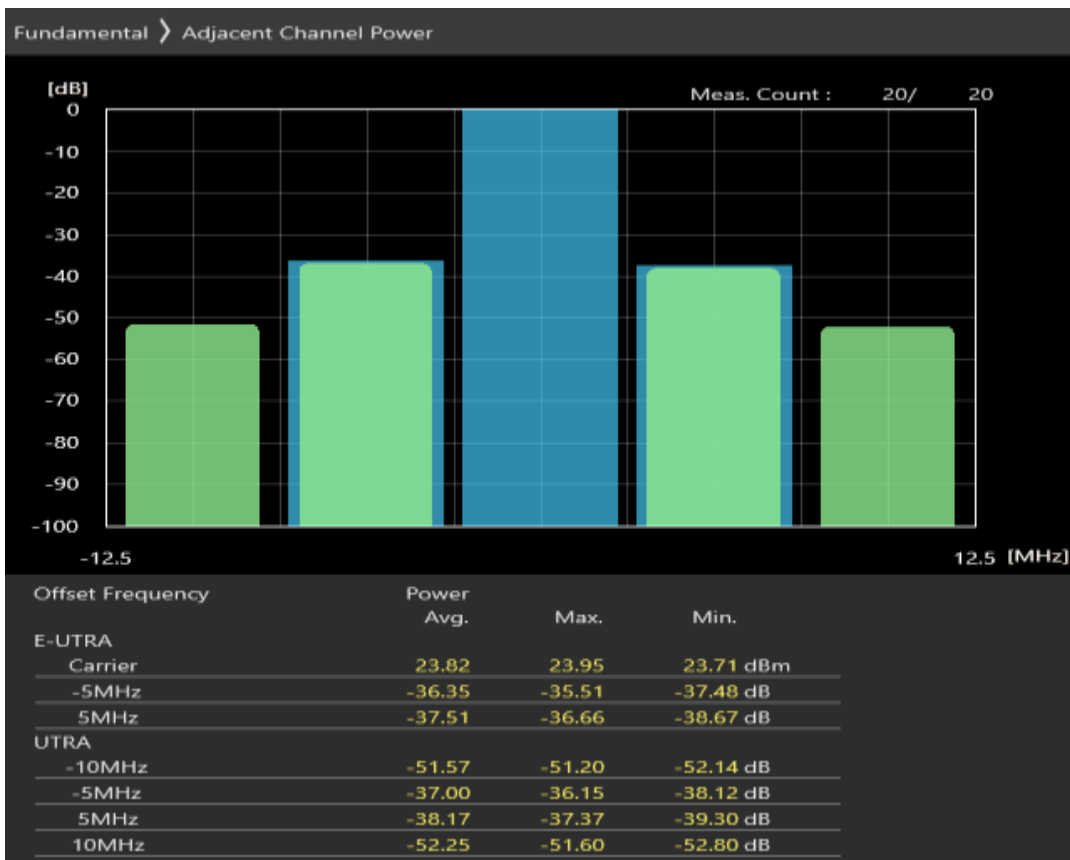 Fundamental ❯ Adjacent Channel Power
[dB]
Meas. Count : 20/ 20
0
-10
-20
-30
-40
-50
-60
-70
-80
-90
-100
-12.5 12.5 [MHz]
Offset Frequency Power
Avg. Max. Min.
E-UTRA
Carrier 23.82 23.95 23.71 dBm
-5MHz -36.35 -35.51 -37.48 dB
5MHz -37.51 -36.66 -38.67 dB
UTRA
-10MHz -51.57 -51.20 -52.14 dB
-5MHz -37.00 -36.15 -38.12 dB
5MHz -38.17 -37.37 -39.30 dB
10MHz -52.25 -51.60 -52.80 dB